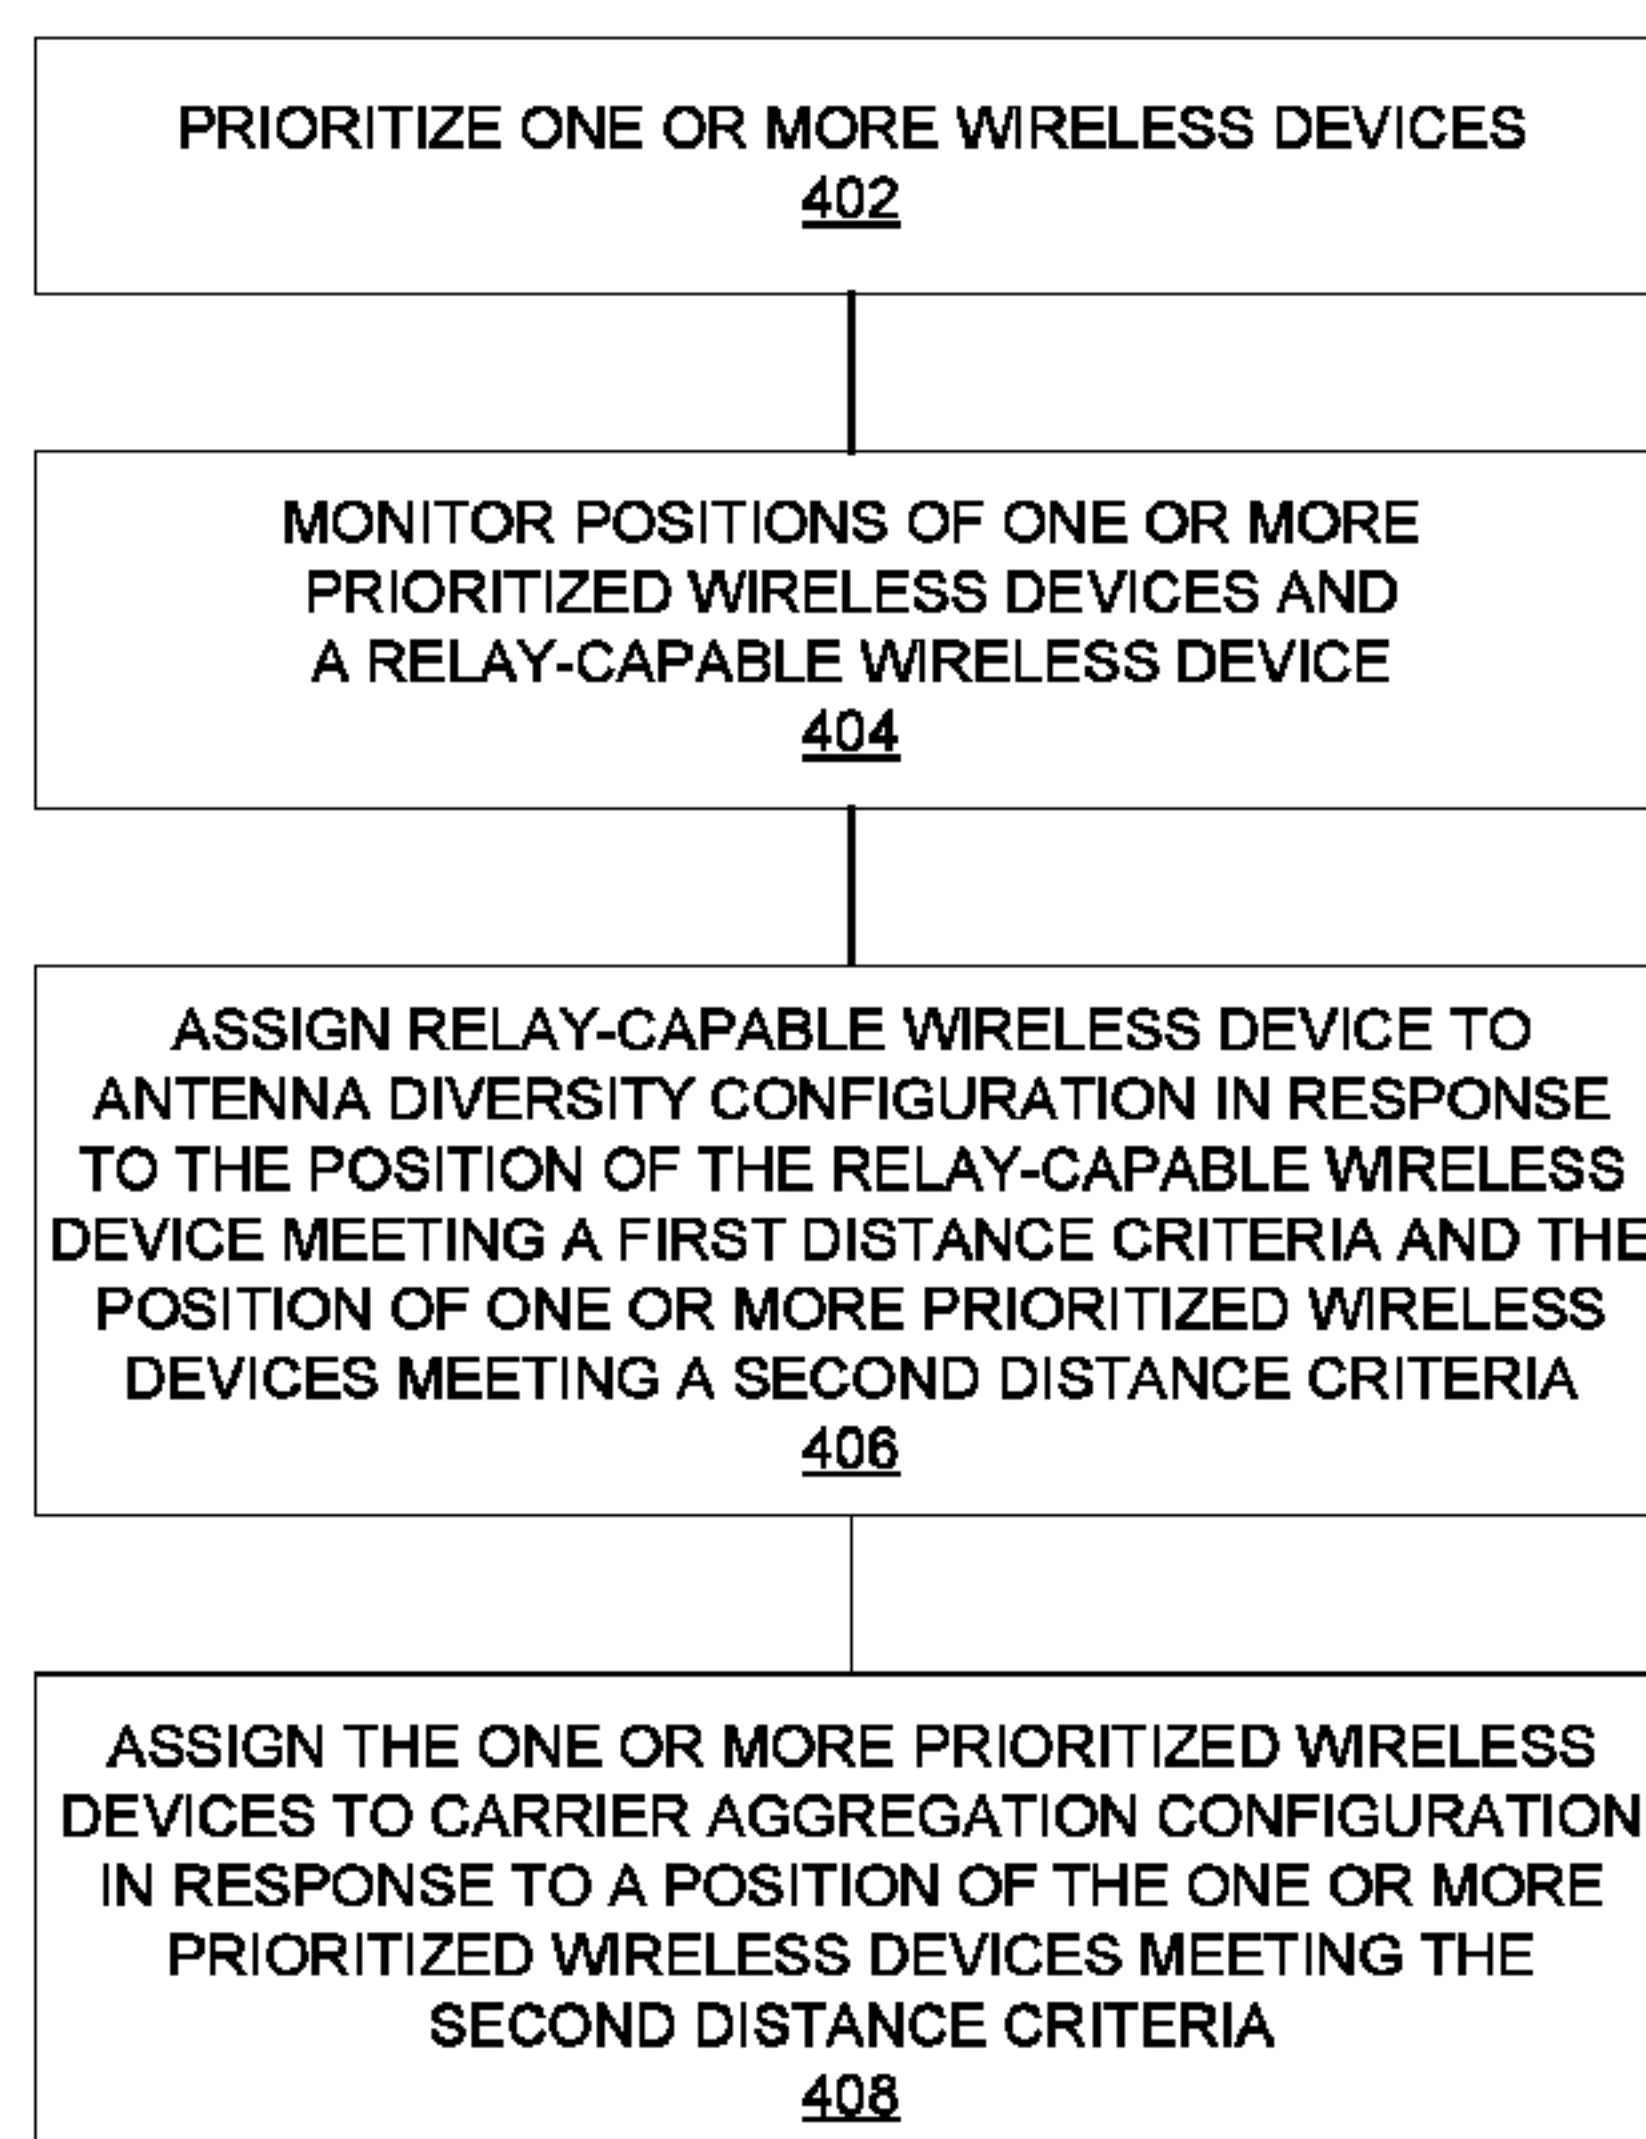 PRIORITIZE ONE OR MORE WIRELESS DEVICES
402
MONITOR POSITIONS OF ONE OR MORE
PRIORITIZED WIRELESS DEVICES AND
A RELAY-CAPABLE WIRELESS DEVICE
404
ASSIGN RELAY-CAPABLE WIRELESS DEVICE TO
ANTENNA DIVERSITY CONFIGURATION IN RESPONSE
TO THE POSITION OF THE RELAY-CAPABLE WIRELESS
DEVICE MEETING A FIRST DISTANCE CRITERIA AND THE
POSITION OF ONE OR MORE PRIORITIZED WIRELESS
DEVICES MEETING A SECOND DISTANCE CRITERIA
406
ASSIGN THE ONE OR MORE PRIORITIZED WIRELESS
DEVICES TO CARRIER AGGREGATION CONFIGURATION
IN RESPONSE TO A POSITION OF THE ONE OR MORE
PRIORITIZED WIRELESS DEVICES MEETING THE
SECOND DISTANCE CRITERIA
408